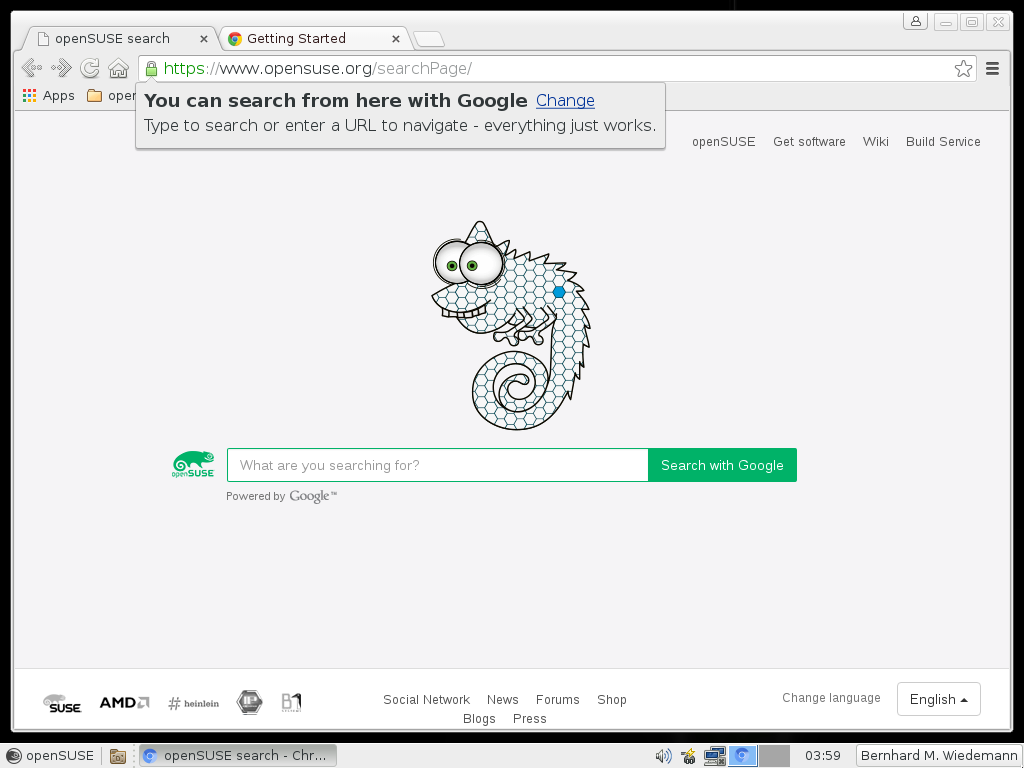 openSUSE search
Getting Started
https://www.opensuse.org/searchPage/
Apps
oper
You can search from here with Google Change
Type to search or enter a URL to navigate - everything just works.
openSUSE Get software Wiki Build Service
openSUSE
What are you searching for?
Search with Google
Powered by Google™
SUSE
AMD
# heinlein
IP
B1
Social Network News Forums Shop
Blogs Press
Change language
English
openSUSE
openSUSE search - Chr...
03:59
Bernhard M. Wiedemann